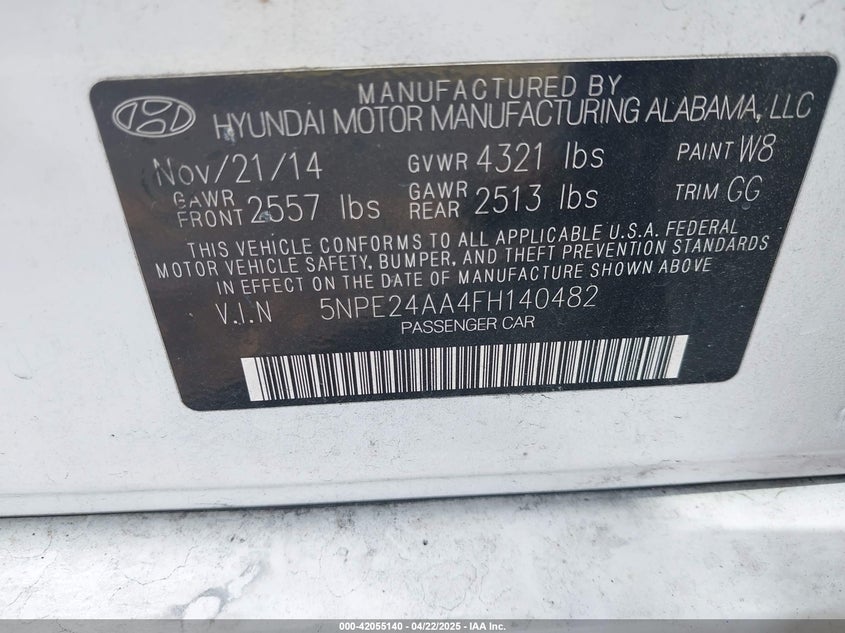 MANUFACTURED BY
HYUNDAI MOTOR MANUFACTURING ALABAMA, LLC
Nov/21/14 GVWR 4321 lbs PAINT W8
GAWR FRONT 2557 lbs GAWR REAR 2513 lbs TRIM GG
THIS VEHICLE CONFORMS TO ALL APPLICABLE U.S.A. FEDERAL
MOTOR VEHICLE SAFETY, BUMPER, AND THEFT PREVENTION STANDARDS
IN EFFECT ON THE DATE OF MANUFACTURE SHOWN ABOVE
V.I.N 5NPE24AA4FH140482
PASSENGER CAR
000-42055140 - 04/22/2025 - IAA Inc.